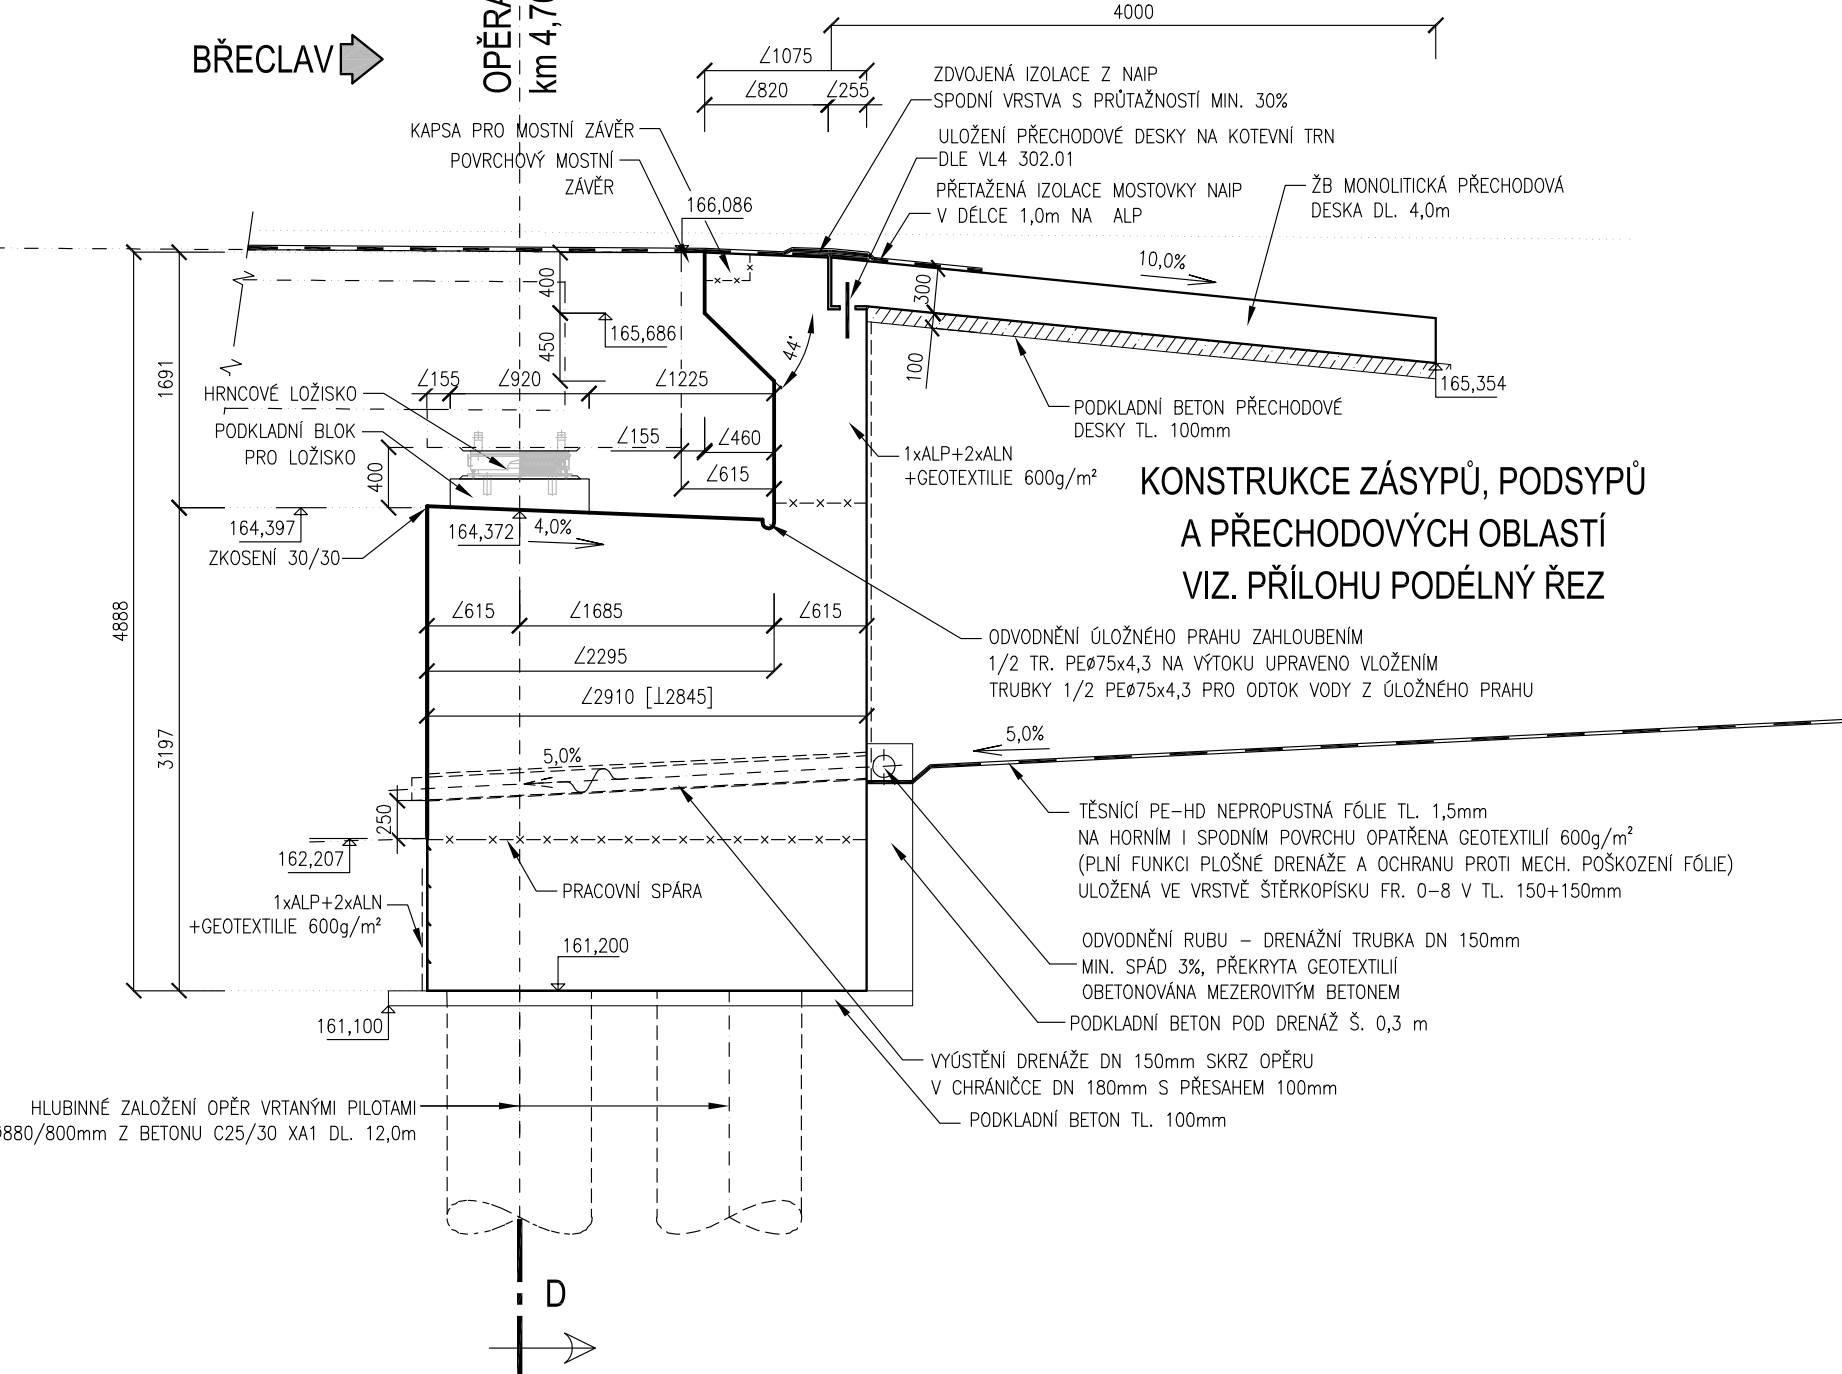 4000
BŘECLAV
OPĚRA
km 4,70
∠1075
∠820
∠255
ZDVOJENÁ IZOLACE Z NAIP
SPODNÍ VRSTVA S PRŮTAŽNOSTÍ MIN. 30%
KAPSA PRO MOSTNÍ ZÁVĚR
POVRCHOVÝ MOSTNÍ
ZÁVĚR
ULOŽENÍ PŘECHODOVÉ DESKY NA KOTEVNÍ TRN
DLE VL4 302.01
PŘETAŽENÁ IZOLACE MOSTOVKY NAIP
V DÉLCE 1,0m NA ALP
ŽB MONOLITICKÁ PŘECHODOVÁ
DESKA DL. 4,0m
166,086
10,0%
400
450
165,686
300
100
44°
165,354
1691
∠155
∠920
∠1225
HRNCOVÉ LOŽISKO
PODKLADNÍ BLOK
PRO LOŽISKO
400
∠155
∠460
∠615
PODKLADNÍ BETON PŘECHODOVÉ
DESKY TL. 100mm
1xALP+2xALN
+GEOTEXTILIE 600g/m²
KONSTRUKCE ZÁSYPŮ, PODSYPŮ
A PŘECHODOVÝCH OBLASTÍ
VIZ. PŘÍLOHU PODÉLNÝ ŘEZ
164,397
164,372
4,0%
ZKOSENÍ 30/30
4888
3197
∠615
∠1685
∠615
∠2295
∠2910 [⊥2845]
ODVODNĚNÍ ÚLOŽNÉHO PRAHU ZAHLOUBENÍM
1/2 TR. PEø75x4,3 NA VÝTOKU UPRAVENO VLOŽENÍM
TRUBKY 1/2 PEø75x4,3 PRO ODTOK VODY Z ÚLOŽNÉHO PRAHU
5,0%
5,0%
250
162,207
PRACOVNÍ SPÁRA
1xALP+2xALN
+GEOTEXTILIE 600g/m²
TĚSNÍCÍ PE-HD NEPROPUSTNÁ FÓLIE TL. 1,5mm
NA HORNÍM I SPODNÍM POVRCHU OPATŘENA GEOTEXTILIÍ 600g/m²
(PLNÍ FUNKCI PLOŠNÉ DRENÁŽE A OCHRANU PROTI MECH. POŠKOZENÍ FÓLIE)
ULOŽENÁ VE VRSTVĚ ŠTĚRKOPÍSKU FR. 0-8 V TL. 150+150mm
161,200
161,100
ODVODNĚNÍ RUBU - DRENÁŽNÍ TRUBKA DN 150mm
MIN. SPÁD 3%, PŘEKRYTA GEOTEXTILIÍ
OBETONOVÁNA MEZEROVITÝM BETONEM
PODKLADNÍ BETON POD DRENÁŽ Š. 0,3 m
VYÚSTĚNÍ DRENÁŽE DN 150mm SKRZ OPĚRU
V CHRÁNIČCE DN 180mm S PŘESAHEM 100mm
PODKLADNÍ BETON TL. 100mm
HLUBINNÉ ZALOŽENÍ OPĚR VRTANÝMI PILOTAMI
ø880/800mm Z BETONU C25/30 XA1 DL. 12,0m
D